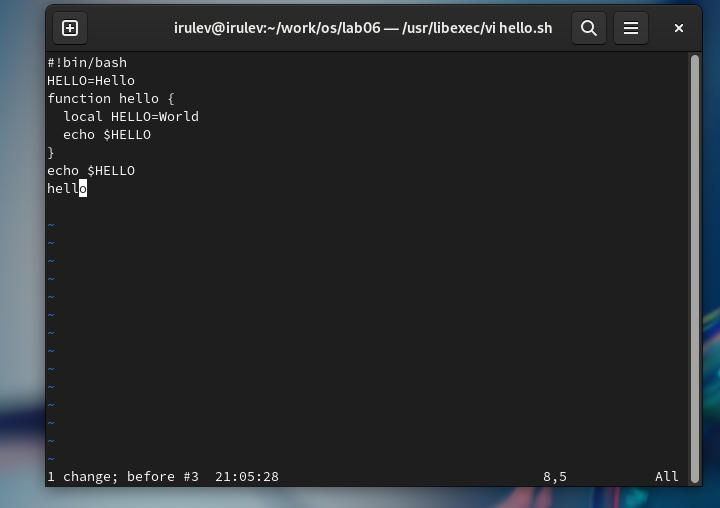 irulev@irulev:~/work/os/lab06 — /usr/libexec/vi hello.sh
#!bin/bash
HELLO=Hello
function hello {
  local HELLO=World
  echo $HELLO
}
echo $HELLO
hello
~
~
~
~
~
~
~
~
~
~
~
~
~
~
1 change; before #3  21:05:28 8,5 All